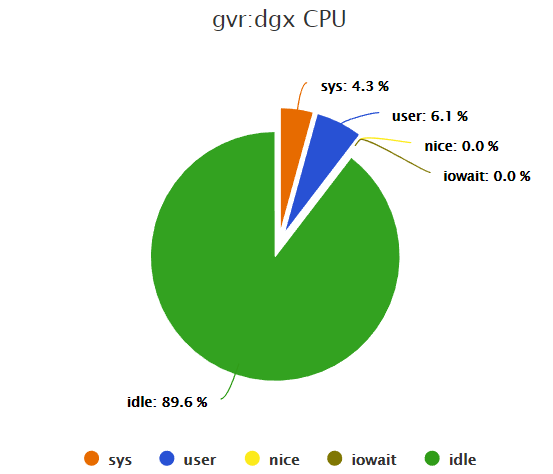 gvr:dgx CPU
sys: 4.3 %
user: 6.1 %
nice: 0.0 %
iowait: 0.0 %
idle: 89.6 %
sys user nice iowait idle